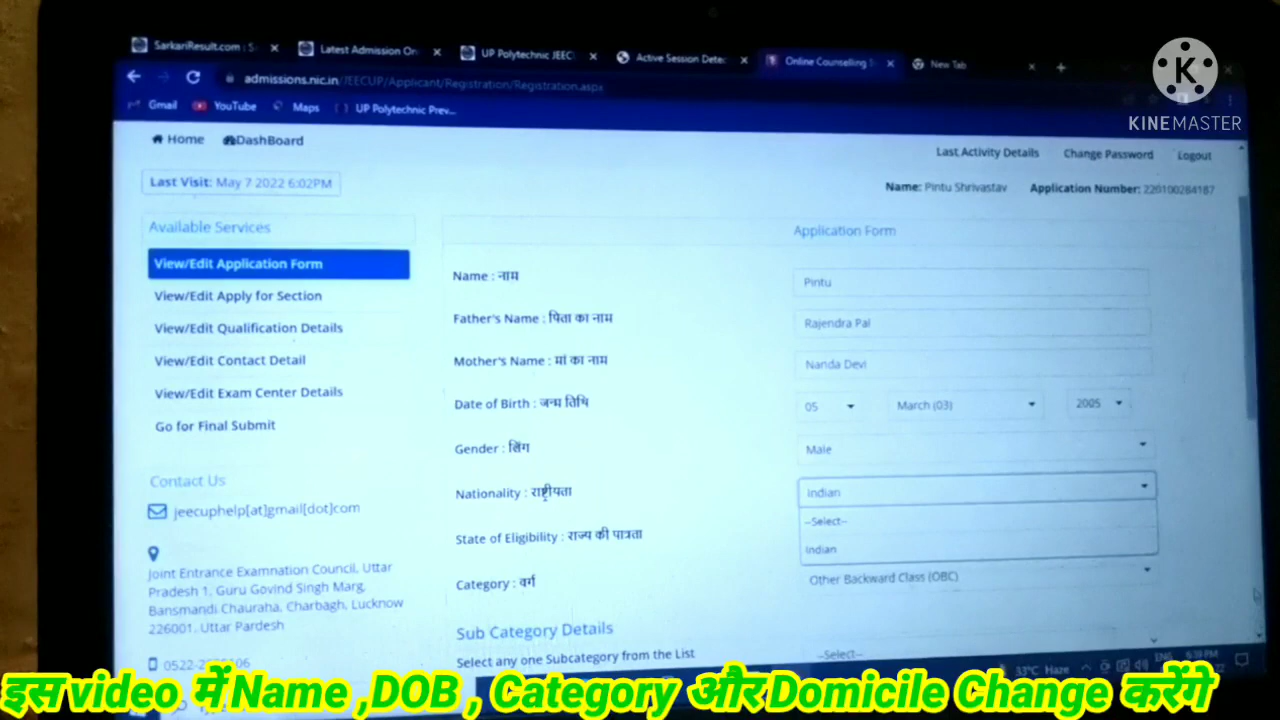 SarkariResult.com : S
Latest Admission On
UP Polytechnic JEEC
Active Session Detec
Online Counselling S
New Tab
admissions.nic.in/JEECUP/Applicant/Registration/Registration.aspx
Gmail
YouTube
Maps
UP Polytechnic Prev...
K
KINEMASTER
Home
DashBoard
Last Activity Details
Change Password
Logout
Last Visit: May 7 2022 6:02PM
Name: Pintu Shrivastav
Application Number: 220100284187
Available Services
Application Form
View/Edit Application Form
View/Edit Apply for Section
View/Edit Qualification Details
View/Edit Contact Detail
View/Edit Exam Center Details
Go for Final Submit
Name : नाम
Pintu
Father's Name : पिता का नाम
Rajendra Pal
Mother's Name : मां का नाम
Nanda Devi
Date of Birth : जन्म तिथि
05
March (03)
2005
Gender : लिंग
Male
Nationality : राष्ट्रीयता
Indian
--Select--
Indian
State of Eligibility : राज्य की पात्रता
Category : वर्ग
Other Backward Class (OBC)
Contact Us
jeecuphelp[at]gmail[dot]com
Joint Entrance Examnation Council, Uttar
Pradesh 1, Guru Govind Singh Marg,
Bansmandi Chauraha, Charbagh, Lucknow
226001, Uttar Pardesh
Sub Category Details
Select any one Subcategory from the List
--Select--
33°C Haze
ENG
इस video में Name ,DOB , Category और Domicile Change करेंगे